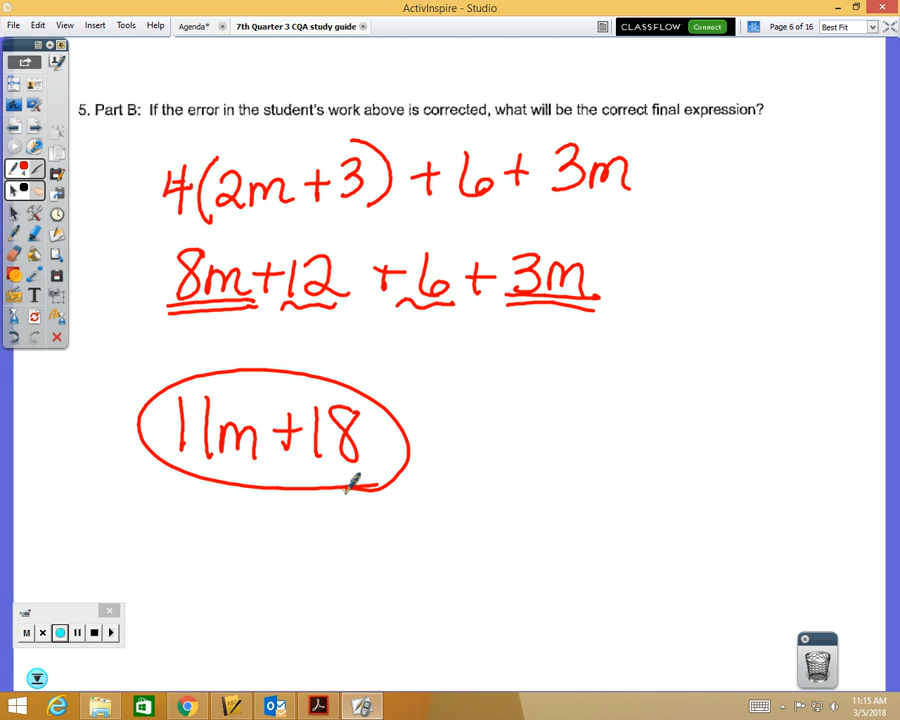 ActivInspire - Studio
File Edit View Insert Tools Help Agenda* 7th Quarter 3 CQA study guide CLASSFLOW Connect Page 6 of 16 Best Fit
5. Part B: If the error in the student's work above is corrected, what will be the correct final expression?
4(2m+3) + 6 + 3m
8m+12 + 6 + 3m
11m +18
4
T
M
11:15 AM
3/5/2018